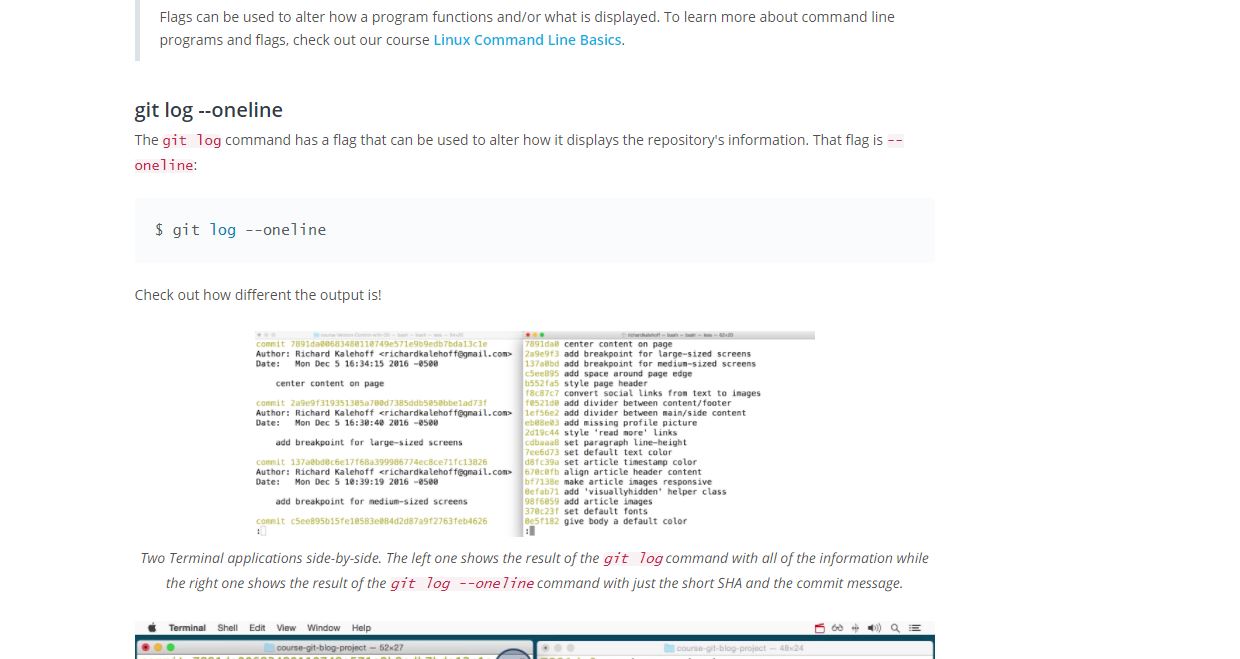 Flags can be used to alter how a program functions and/or what is displayed. To learn more about command line
programs and flags, check out our course Linux Command Line Basics.
git log --oneline
The git log command has a flag that can be used to alter how it displays the repository's information. That flag is --
oneline:
$ git log --oneline
Check out how different the output is!
commit 7891da00683480110749e571e9b9edb7bda13c1e
Author: Richard Kalehoff <richardkalehoff@gmail.com>
Date: Mon Dec 5 16:34:15 2016 -0500
center content on page
commit 2a9e9f319351305a700d7385ddb5050bbe1ad73f
Author: Richard Kalehoff <richardkalehoff@gmail.com>
Date: Mon Dec 5 16:30:40 2016 -0500
add breakpoint for large-sized screens
commit 137a0bd0c6e17f68a399986774ec8ce71fc13826
Author: Richard Kalehoff <richardkalehoff@gmail.com>
Date: Mon Dec 5 10:39:19 2016 -0500
add breakpoint for medium-sized screens
commit c5ee895b15fe10583e084d2d87a9f2763feb4626
:
7891da0 center content on page
2a9e9f3 add breakpoint for large-sized screens
137a0bd add breakpoint for medium-sized screens
c5ee895 add space around page edge
b552fa5 style page header
f8c87c7 convert social links from text to images
f0521d0 add divider between content/footer
1ef56e2 add divider between main/side content
eb08e03 add missing profile picture
2d19c44 style 'read more' links
cdbaaa8 set paragraph line-height
7ee6d73 set default text color
d8fc39a set article timestamp color
670c0fb align article header content
bf7138e make article images responsive
0efab71 add 'visuallyhidden' helper class
98f6059 add article images
370c23f set default fonts
0e5f182 give body a default color
:
Two Terminal applications side-by-side. The left one shows the result of the git log command with all of the information while
the right one shows the result of the git log --oneline command with just the short SHA and the commit message.
Terminal Shell Edit View Window Help
course-git-blog-project — 52×27
course-git-blog-project — 48×24